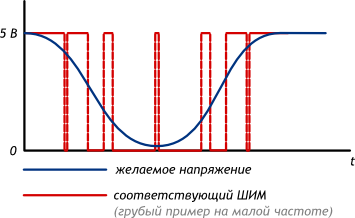 5 В
0
t
желаемое напряжение
соответствующий ШИМ
(грубый пример на малой частоте)